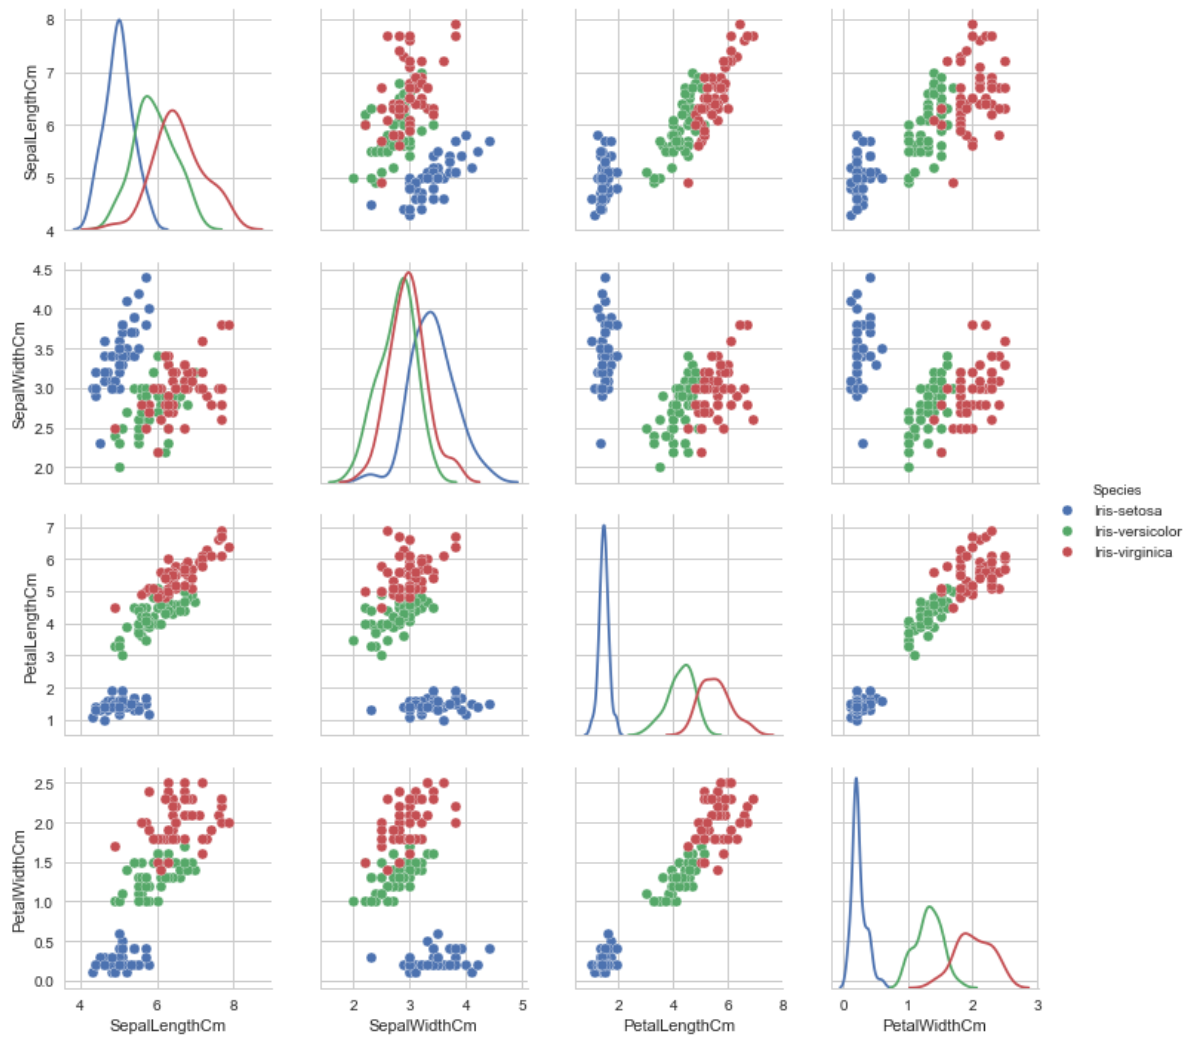 8
7
6
5
4
SepalLengthCm
4.5
4.0
3.5
3.0
2.5
2.0
SepalWidthCm
Species
Iris-setosa
Iris-versicolor
Iris-virginica
7
6
5
4
3
2
1
PetalLengthCm
2.5
2.0
1.5
1.0
0.5
0.0
PetalWidthCm
4 6 8
2 3 4 5
2 4 6 8
0 1 2 3
SepalLengthCm
SepalWidthCm
PetalLengthCm
PetalWidthCm